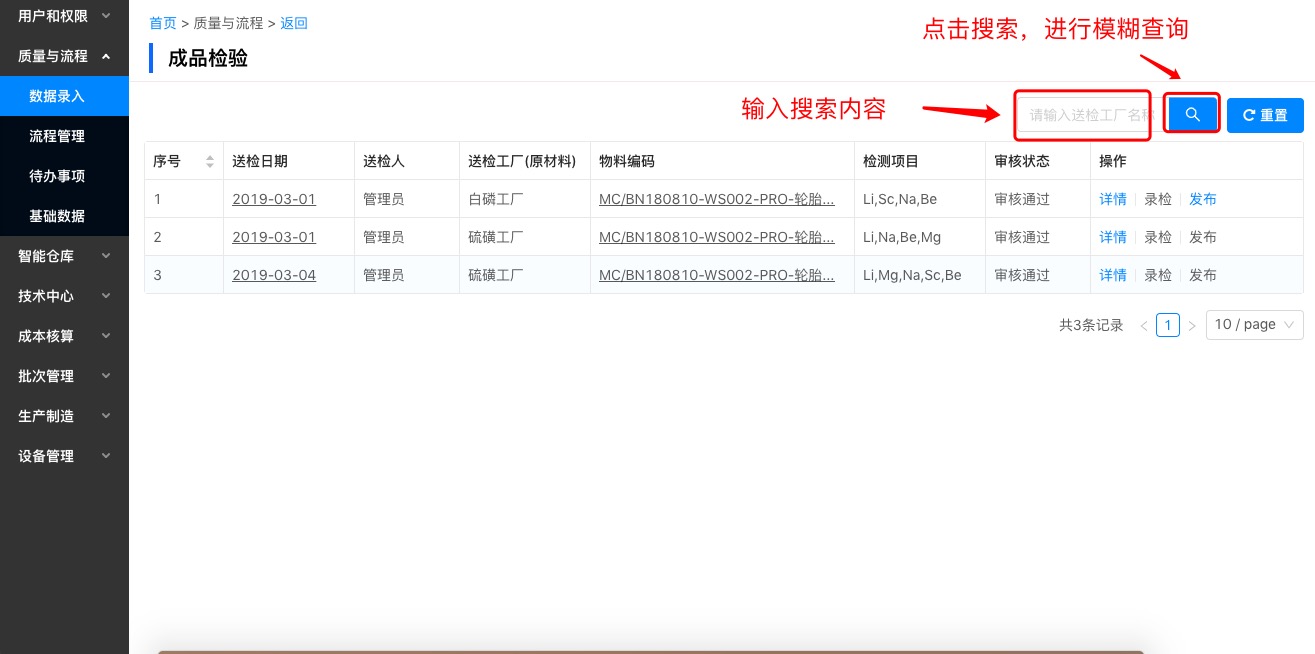 用户和权限
质量与流程
数据录入
流程管理
待办事项
基础数据
智能仓库
技术中心
成本核算
批次管理
生产制造
设备管理
首页 > 质量与流程 > 返回
成品检验
点击搜索，进行模糊查询
输入搜索内容
请输入送检工厂名称
重置
序号 送检日期 送检人 送检工厂(原材料) 物料编码 检测项目 审核状态 操作
1 2019-03-01 管理员 白磷工厂 MC/BN180810-WS002-PRO-轮胎... Li,Sc,Na,Be 审核通过 详情 录检 发布
2 2019-03-01 管理员 硫磺工厂 MC/BN180810-WS002-PRO-轮胎... Li,Na,Be,Mg 审核通过 详情 录检 发布
3 2019-03-04 管理员 硫磺工厂 MC/BN180810-WS002-PRO-轮胎... Li,Mg,Na,Sc,Be 审核通过 详情 录检 发布
共3条记录 < 1 > 10 / page